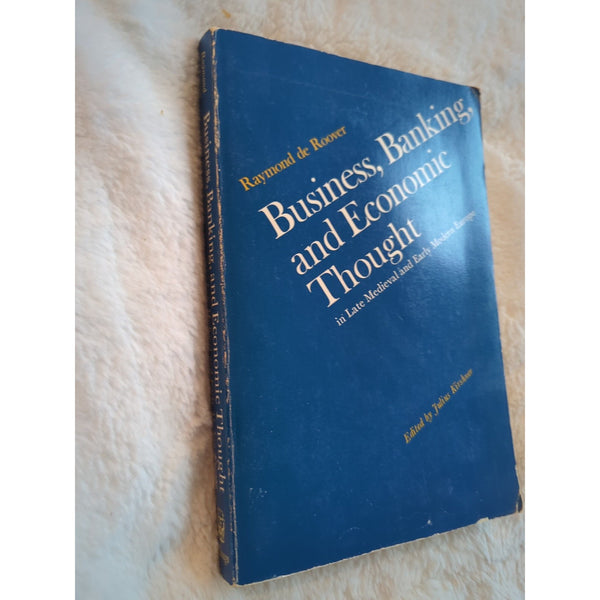 Raymond de Roover
Business, Banking,
and Economic
Thought
in Late Medieval and Early Modern Europe
Edited by Julius Kirshner
Raymond
Business, Banking, and Economic Thought